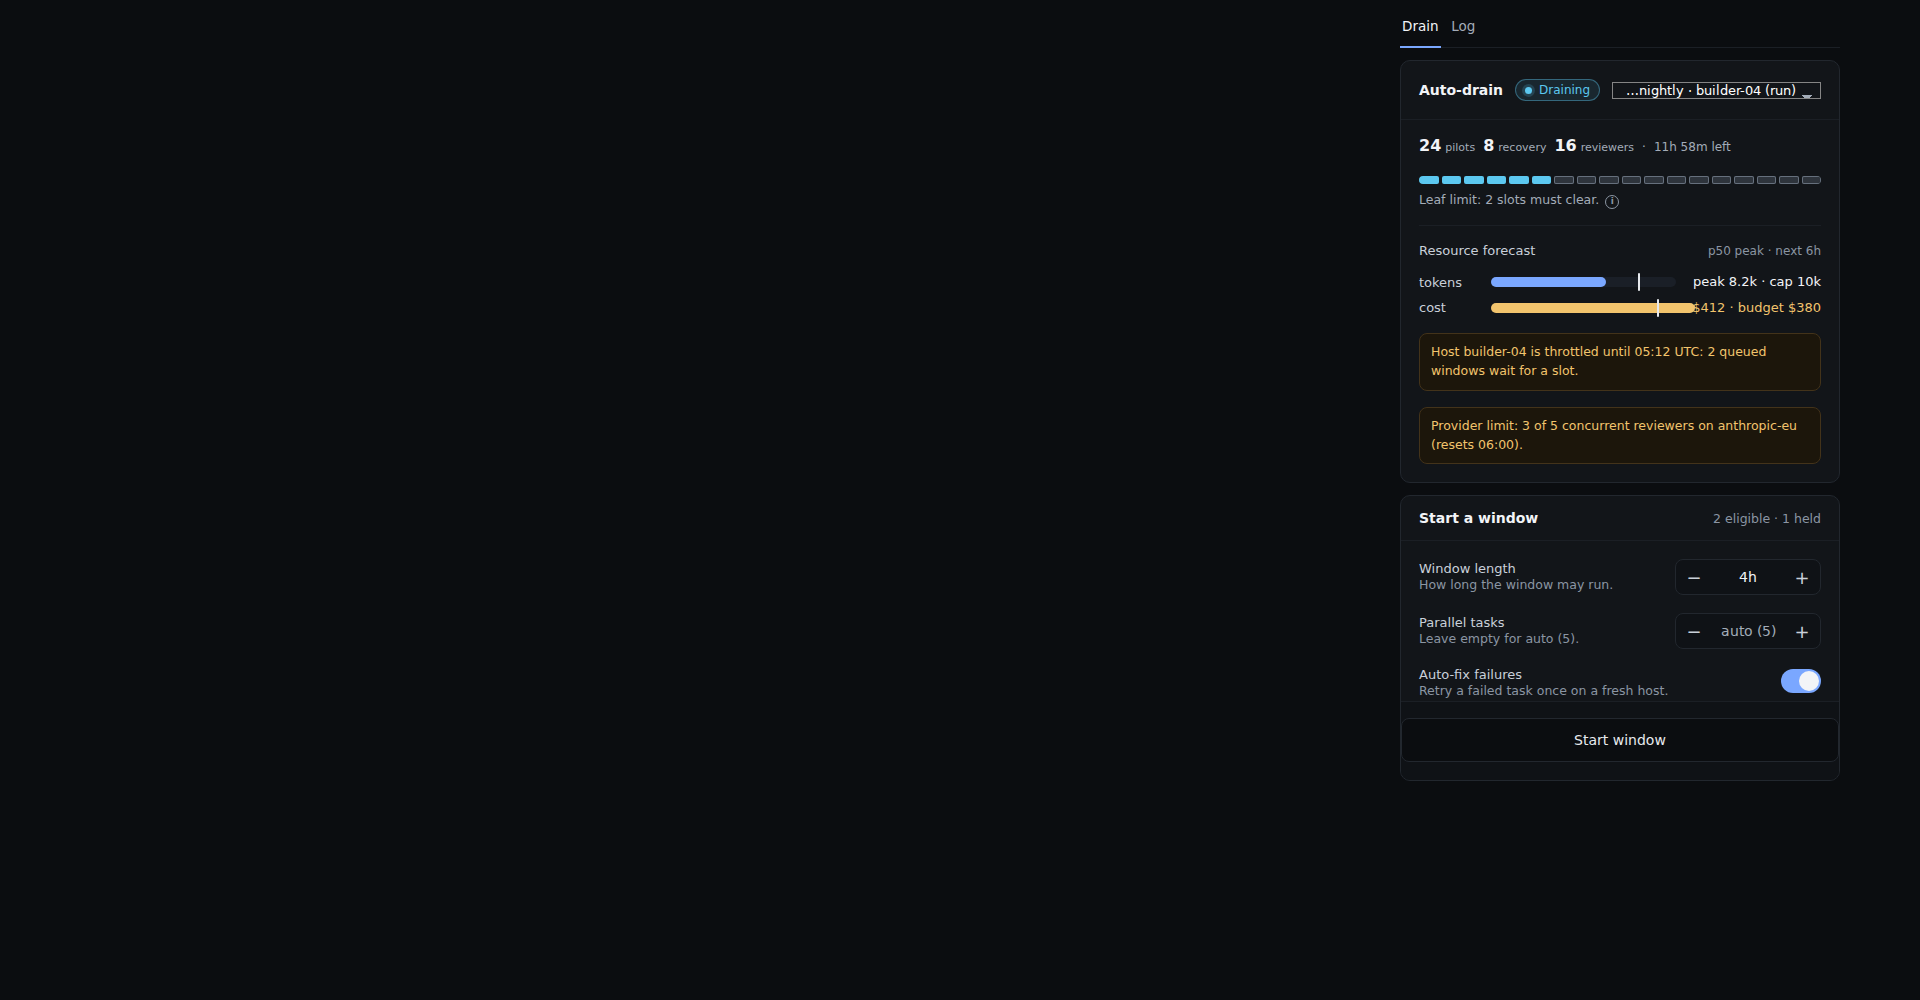 Drain Log
Auto-drain Draining …nightly · builder-04 (run)
24 pilots 8 recovery 16 reviewers · 11h 58m left
Leaf limit: 2 slots must clear. i
Resource forecast p50 peak · next 6h
tokens peak 8.2k · cap 10k
cost $412 · budget $380
Host builder-04 is throttled until 05:12 UTC: 2 queued
windows wait for a slot.
Provider limit: 3 of 5 concurrent reviewers on anthropic-eu
(resets 06:00).
Start a window 2 eligible · 1 held
Window length
How long the window may run.
− 4h +
Parallel tasks
Leave empty for auto (5).
− auto (5) +
Auto-fix failures
Retry a failed task once on a fresh host.
Start window